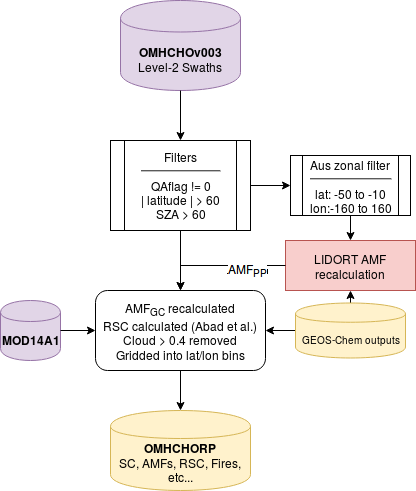 OMHCHOv003
Level-2 Swaths
Filters
QAflag != 0
| latitude | > 60
SZA > 60
Aus zonal filter
lat: -50 to -10
lon:-160 to 160
LIDORT AMF
recalculation
AMFPP
AMFGC recalculated
RSC calculated (Abad et al.)
Cloud > 0.4 removed
Gridded into lat/lon bins
MOD14A1
GEOS-Chem outputs
OMHCHORP
SC, AMFs, RSC, Fires,
etc...